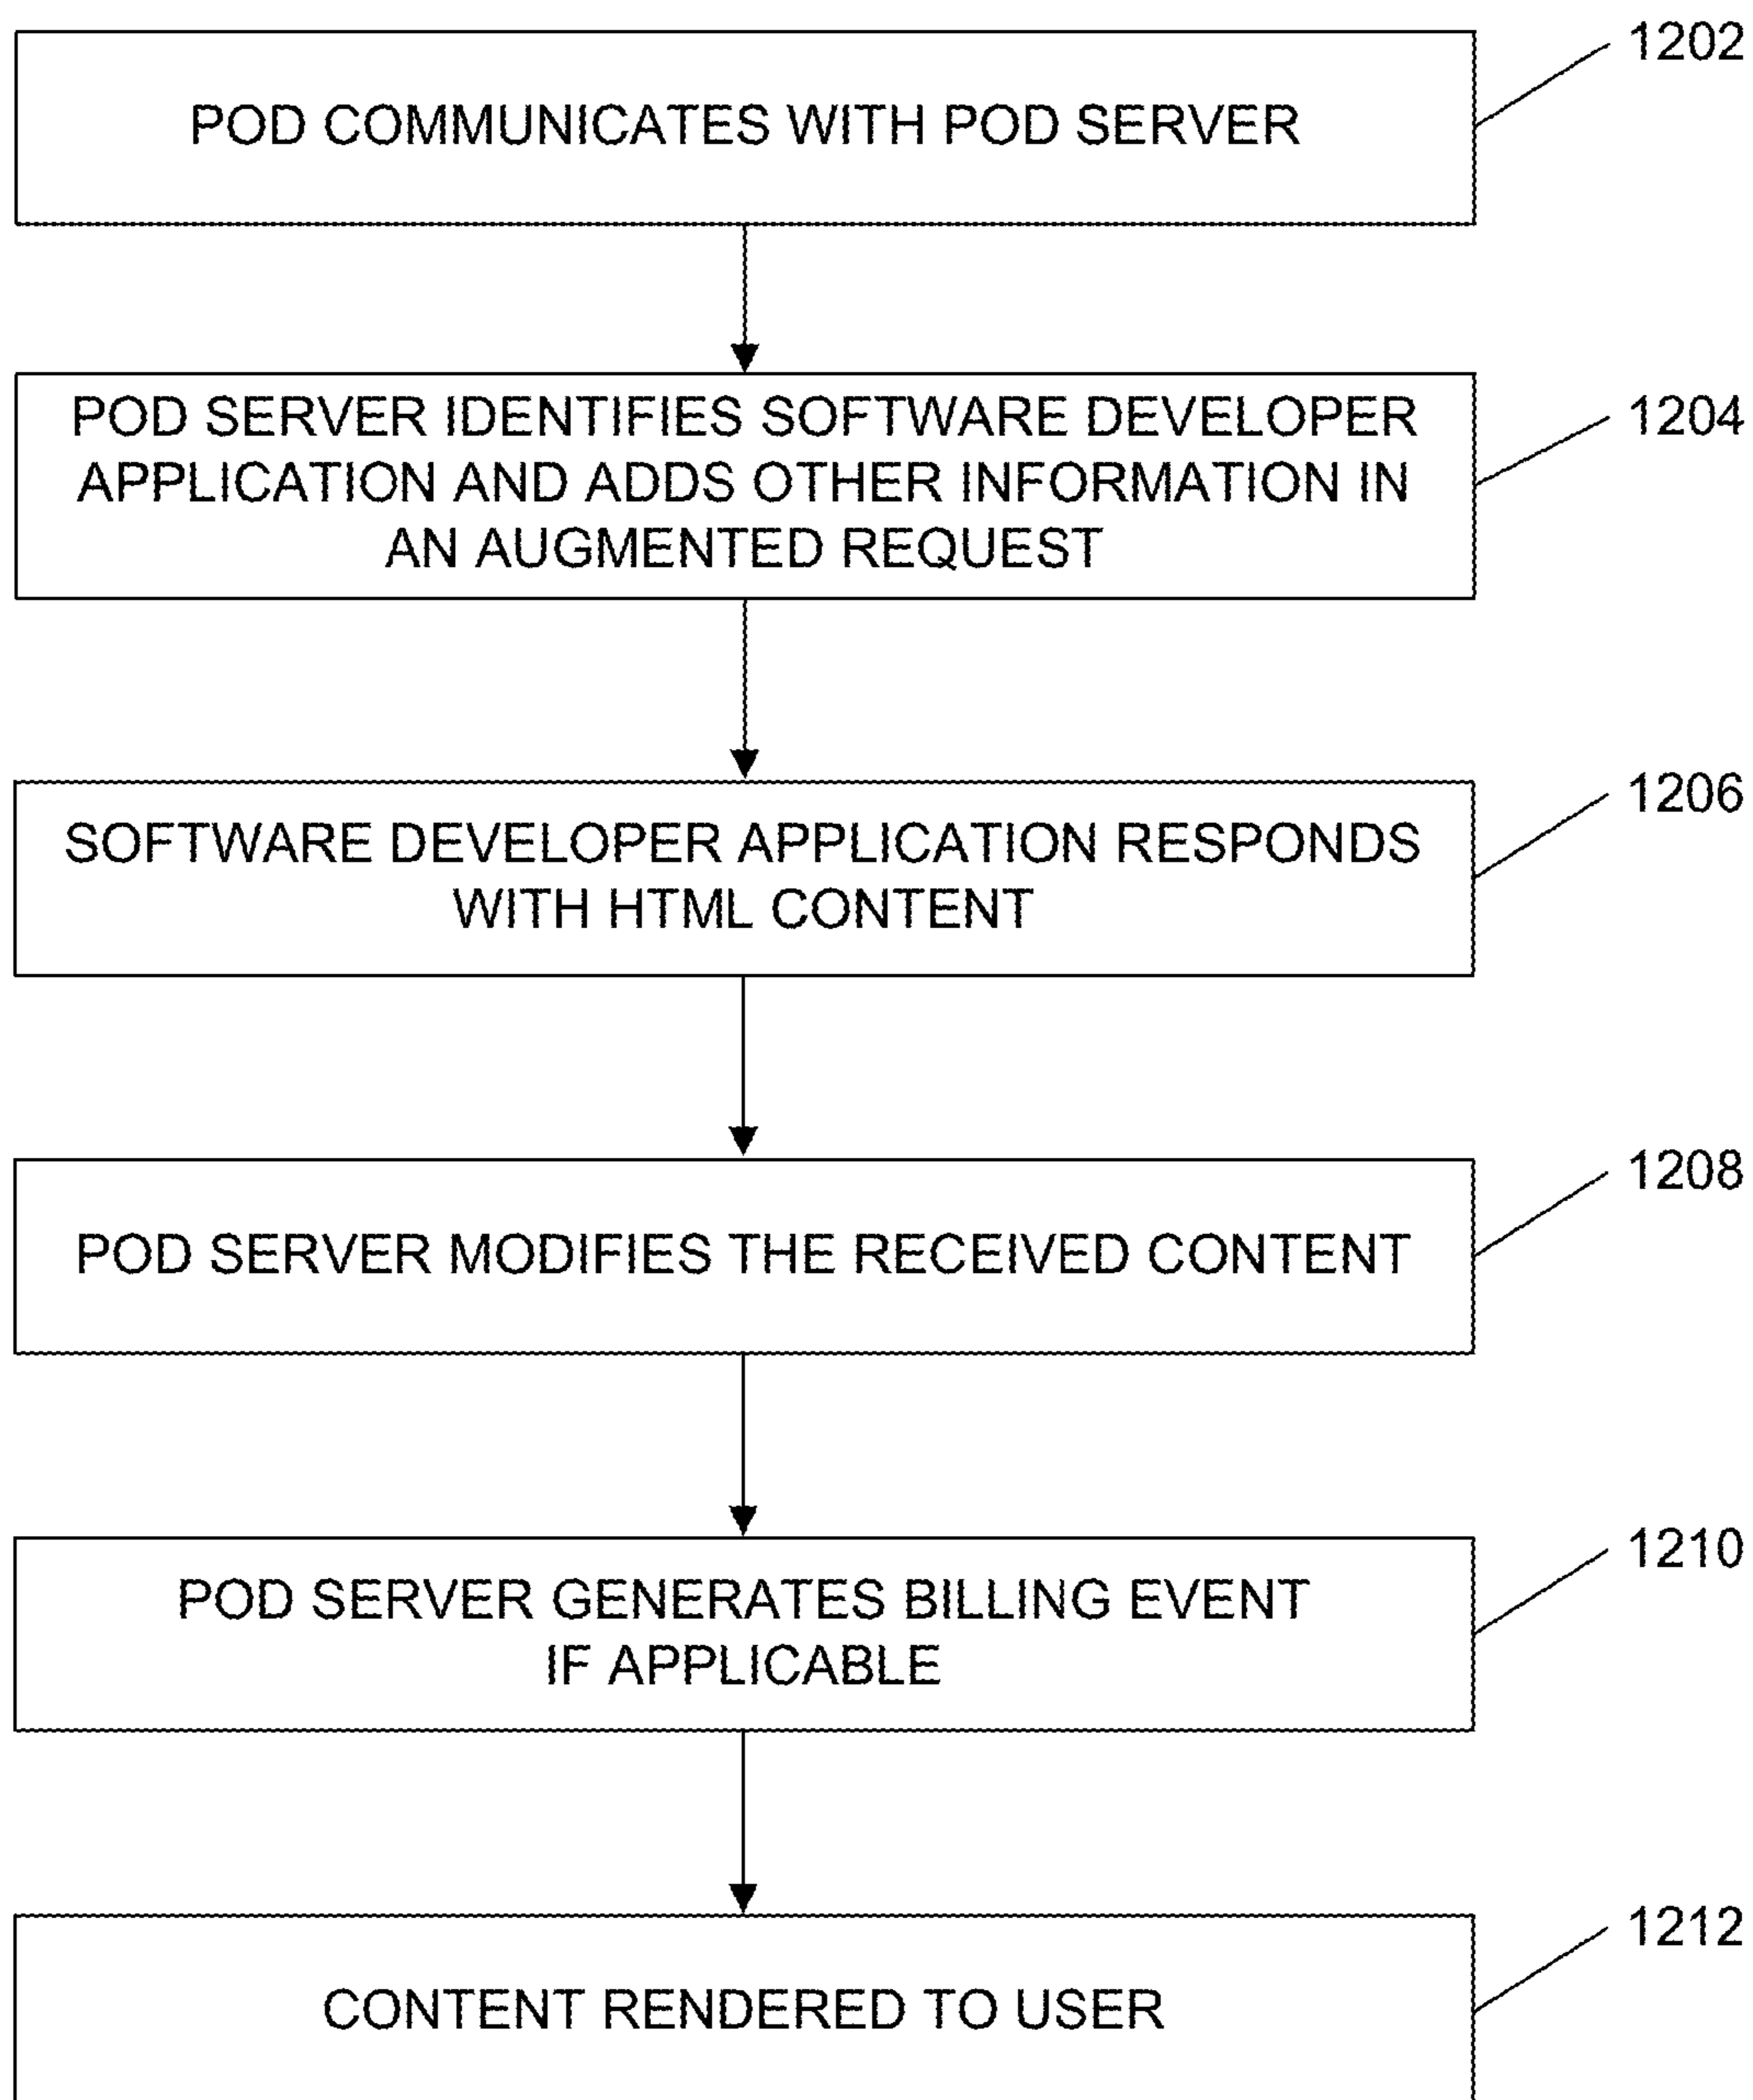 1202
POD COMMUNICATES WITH POD SERVER
1204
POD SERVER IDENTIFIES SOFTWARE DEVELOPER
APPLICATION AND ADDS OTHER INFORMATION IN
AN AUGMENTED REQUEST
1206
SOFTWARE DEVELOPER APPLICATION RESPONDS
WITH HTML CONTENT
1208
POD SERVER MODIFIES THE RECEIVED CONTENT
1210
POD SERVER GENERATES BILLING EVENT
IF APPLICABLE
1212
CONTENT RENDERED TO USER